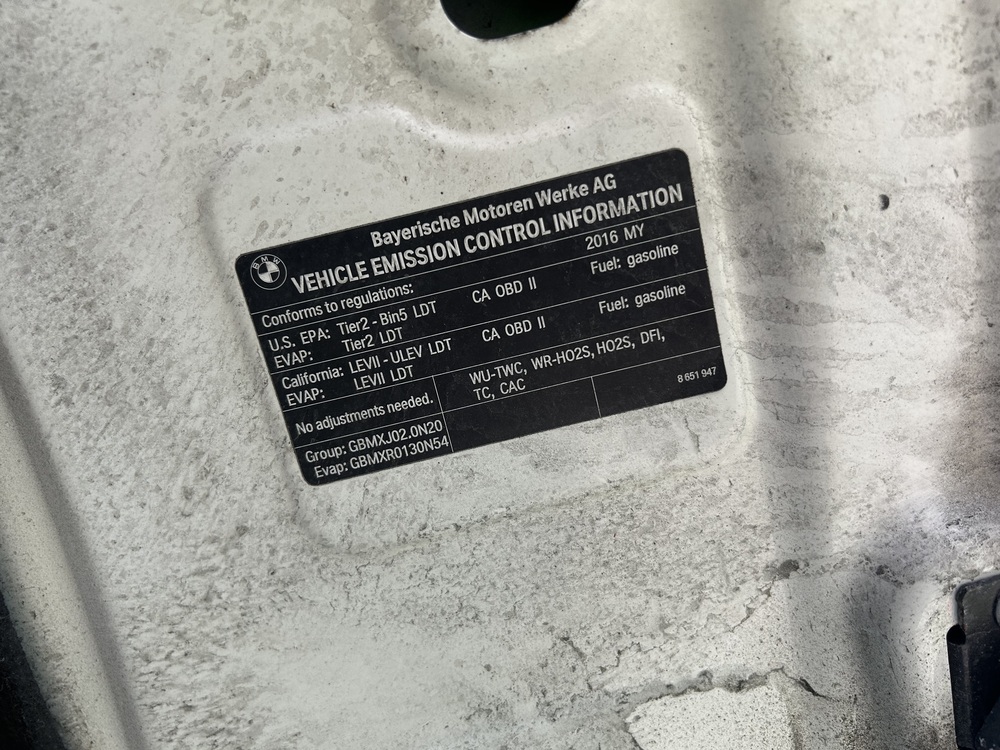 BMW
Bayerische Motoren Werke AG
VEHICLE EMISSION CONTROL INFORMATION
Conforms to regulations: 2016 MY
U.S. EPA: Tier2 - Bin5 LDT CA OBD II Fuel: gasoline
EVAP: Tier2 LDT
California: LEVII - ULEV LDT CA OBD II Fuel: gasoline
EVAP: LEVII LDT
No adjustments needed. WU-TWC, WR-HO2S, HO2S, DFI,
TC, CAC
Group: GBMXJ02.0N20
Evap: GBMXR0130N54
8 651 947